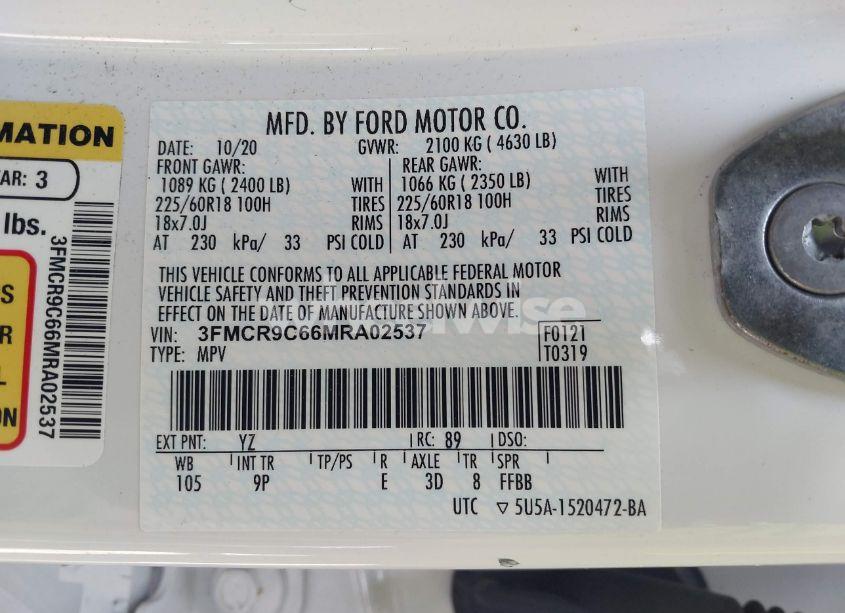 MATION
AR: 3
lbs.
S
R
L
ON
3FMCR9C66MRA02537
MFD. BY FORD MOTOR CO.
DATE: 10/20 GVWR: 2100 KG ( 4630 LB)
FRONT GAWR: REAR GAWR:
1089 KG ( 2400 LB) WITH 1066 KG ( 2350 LB) WITH
225/60R18 100H TIRES 225/60R18 100H TIRES
18x7.0J RIMS 18x7.0J RIMS
AT 230 kPa/ 33 PSI COLD AT 230 kPa/ 33 PSI COLD
THIS VEHICLE CONFORMS TO ALL APPLICABLE FEDERAL MOTOR
VEHICLE SAFETY AND THEFT PREVENTION STANDARDS IN
EFFECT ON THE DATE OF MANUFACTURE SHOWN ABOVE.
VIN: 3FMCR9C66MRA02537 F0121
TYPE: MPV T0319
EXT PNT: YZ RC: 89 DSO:
WB INT TR TP/PS R AXLE TR SPR
105 9P E 3D 8 FFBB
UTC ▽ 5U5A-1520472-BA